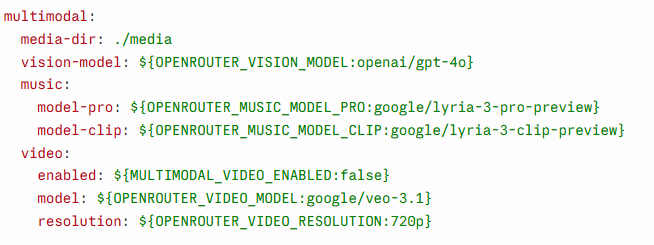 multimodal:
  media-dir: ./media
  vision-model: ${OPENROUTER_VISION_MODEL:openai/gpt-4o}
  music:
    model-pro: ${OPENROUTER_MUSIC_MODEL_PRO:google/lyria-3-pro-preview}
    model-clip: ${OPENROUTER_MUSIC_MODEL_CLIP:google/lyria-3-clip-preview}
  video:
    enabled: ${MULTIMODAL_VIDEO_ENABLED:false}
    model: ${OPENROUTER_VIDEO_MODEL:google/veo-3.1}
    resolution: ${OPENROUTER_VIDEO_RESOLUTION:720p}